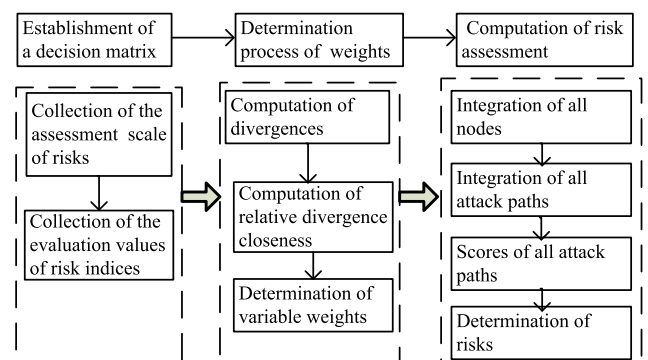 Establishment of
a decision matrix
Determination
process of weights
Computation of risk
assessment
Collection of the
assessment scale
of risks
Collection of the
evaluation values
of risk indices
Computation of
divergences
Computation of
relative divergence
closeness
Determination of
variable weights
Integration of all
nodes
Integration of all
attack paths
Scores of all attack
paths
Determination of
risks